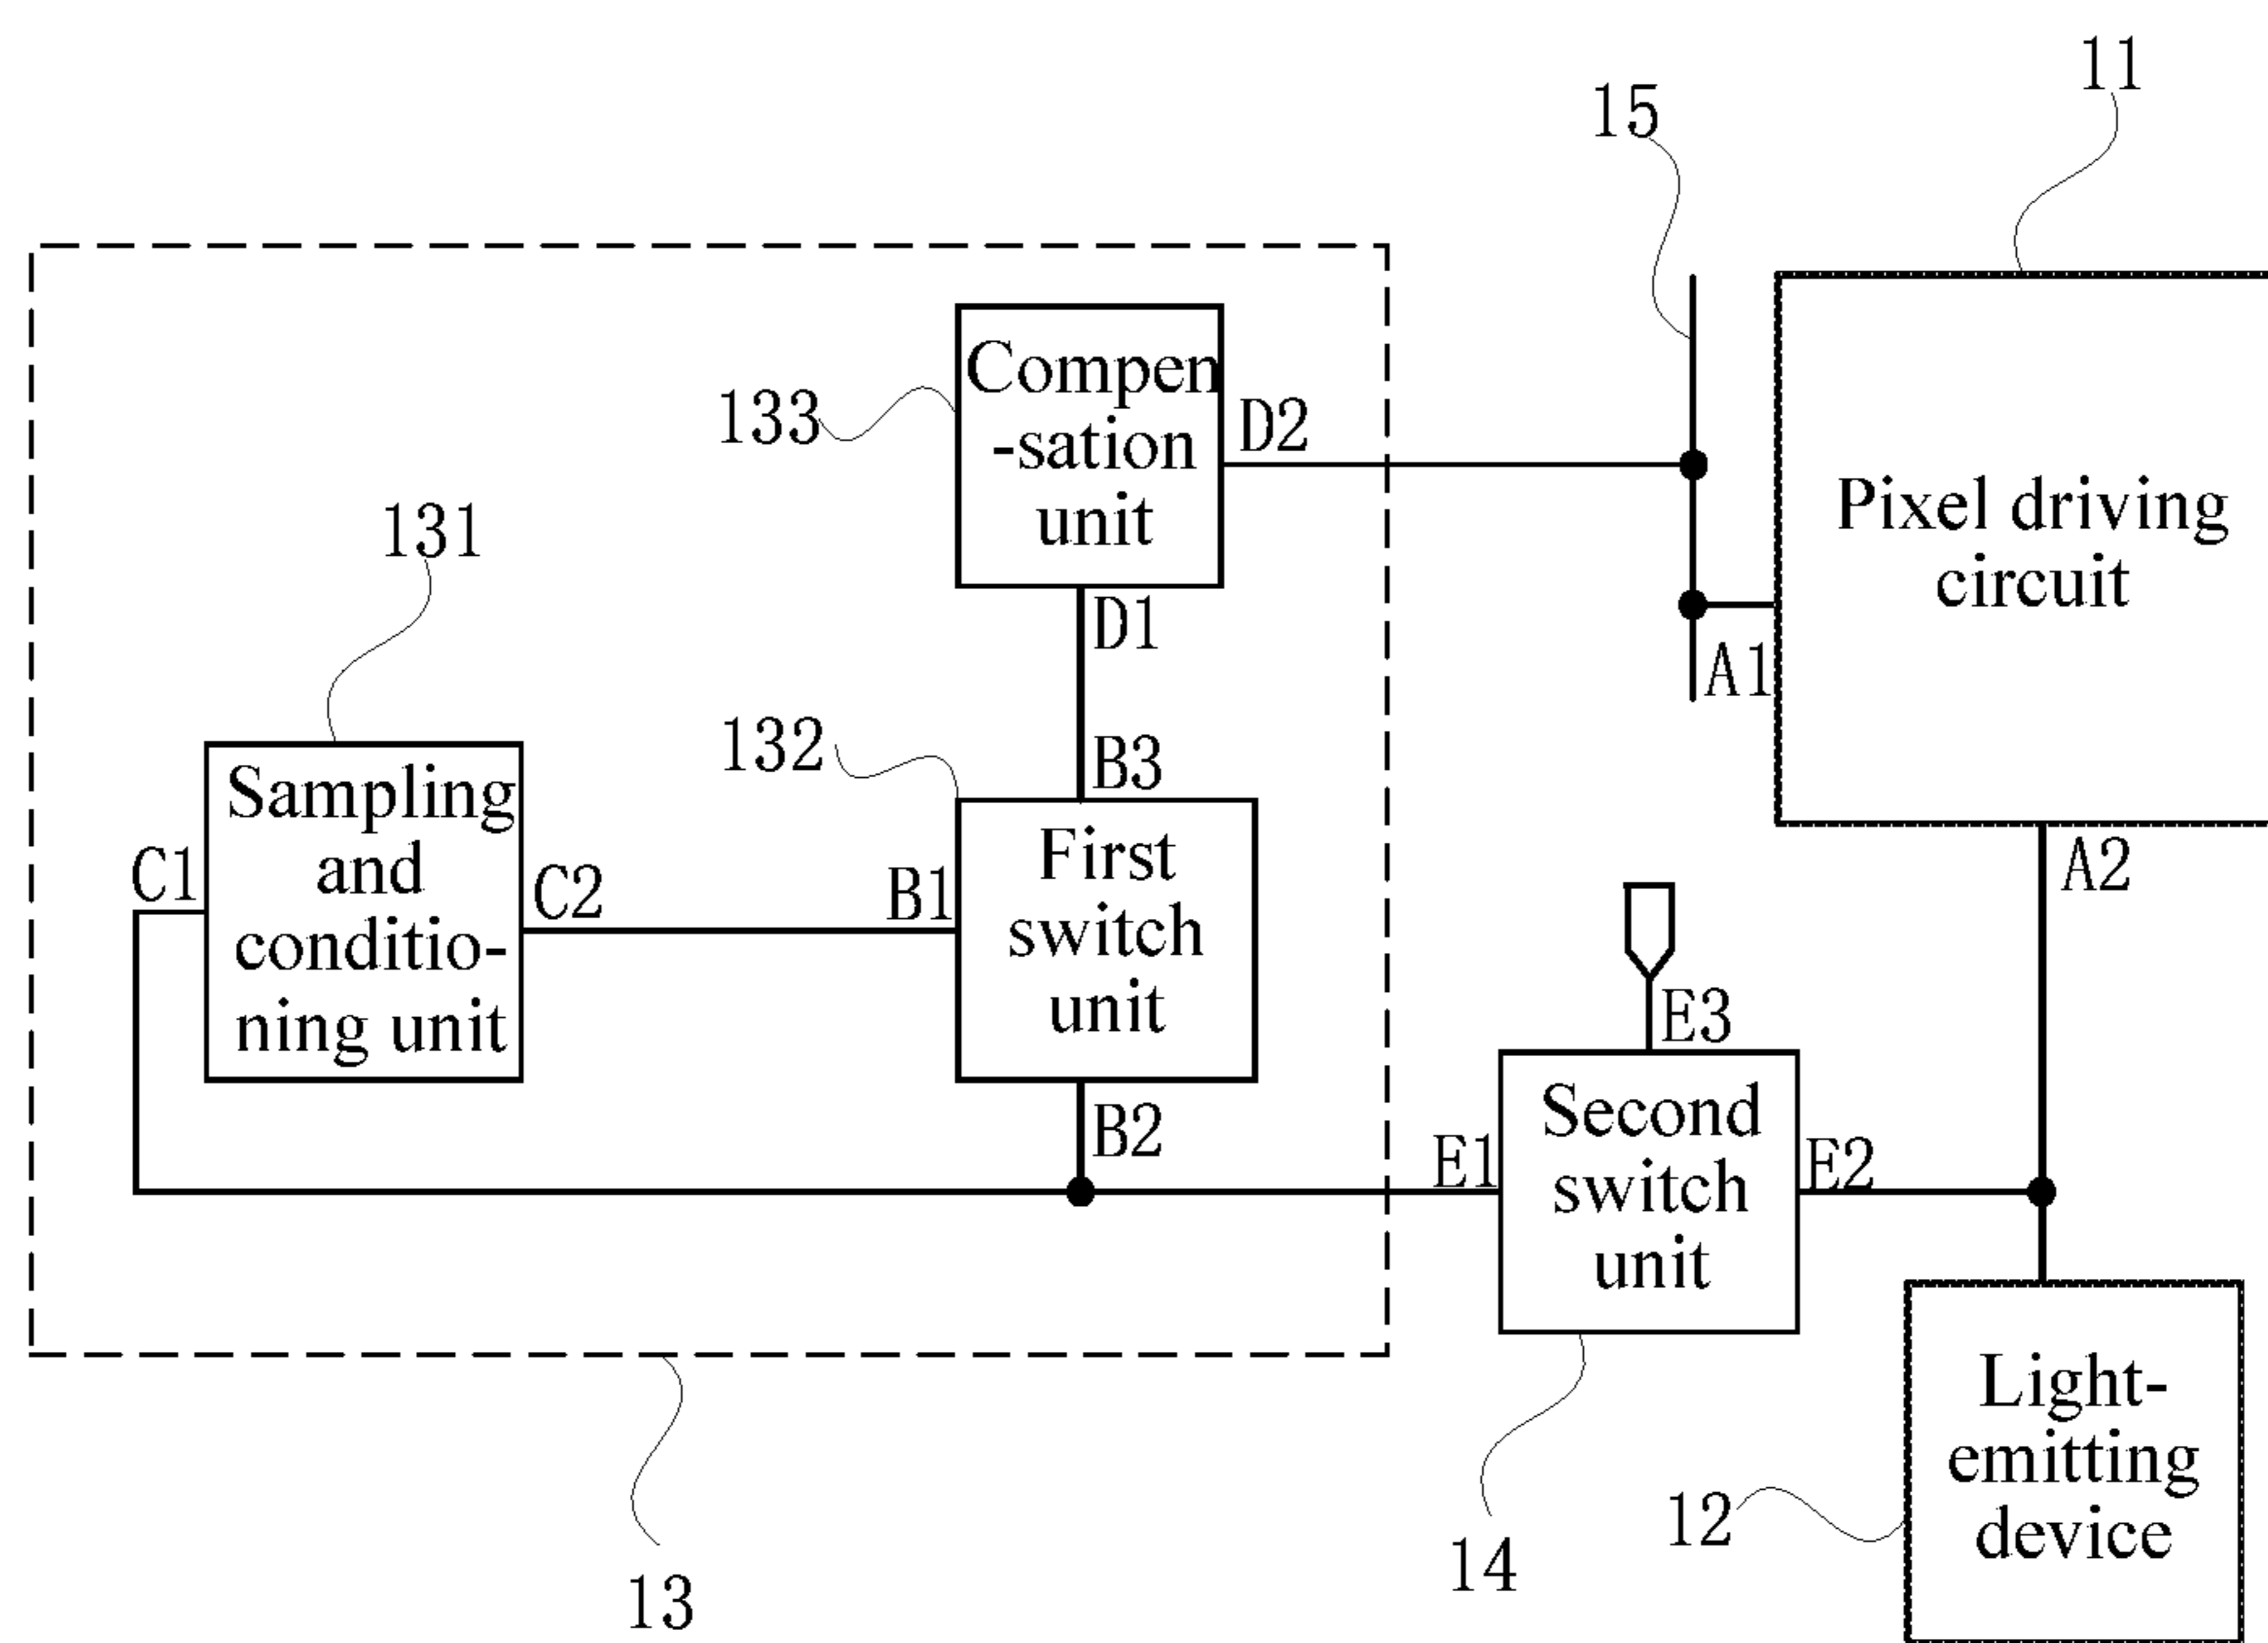 11
15
Compen
-sation
unit
133
D2
Pixel driving
circuit
131
D1
A1
132
B3
Sampling
and
conditio-
ning unit
C1
C2
B1
First
switch
unit
A2
E3
B2
E1
Second
switch
unit
E2
Light-
emitting
device
12
14
13